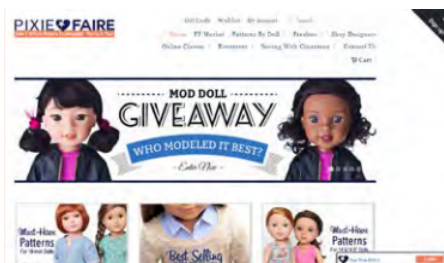 Gift Cards Wishlist My Account Search
PIXIE FAIRE
Home PF Market Patterns By Doll Freebies Shop Designers
Online Classes Resources Sewing With Cinnamon Contact Us
Cart
MOD DOLL
GIVEAWAY
WHO MODELED IT BEST?
- Enter Now -
Must-Have
Patterns
Best Selling
Must-Have
Patterns